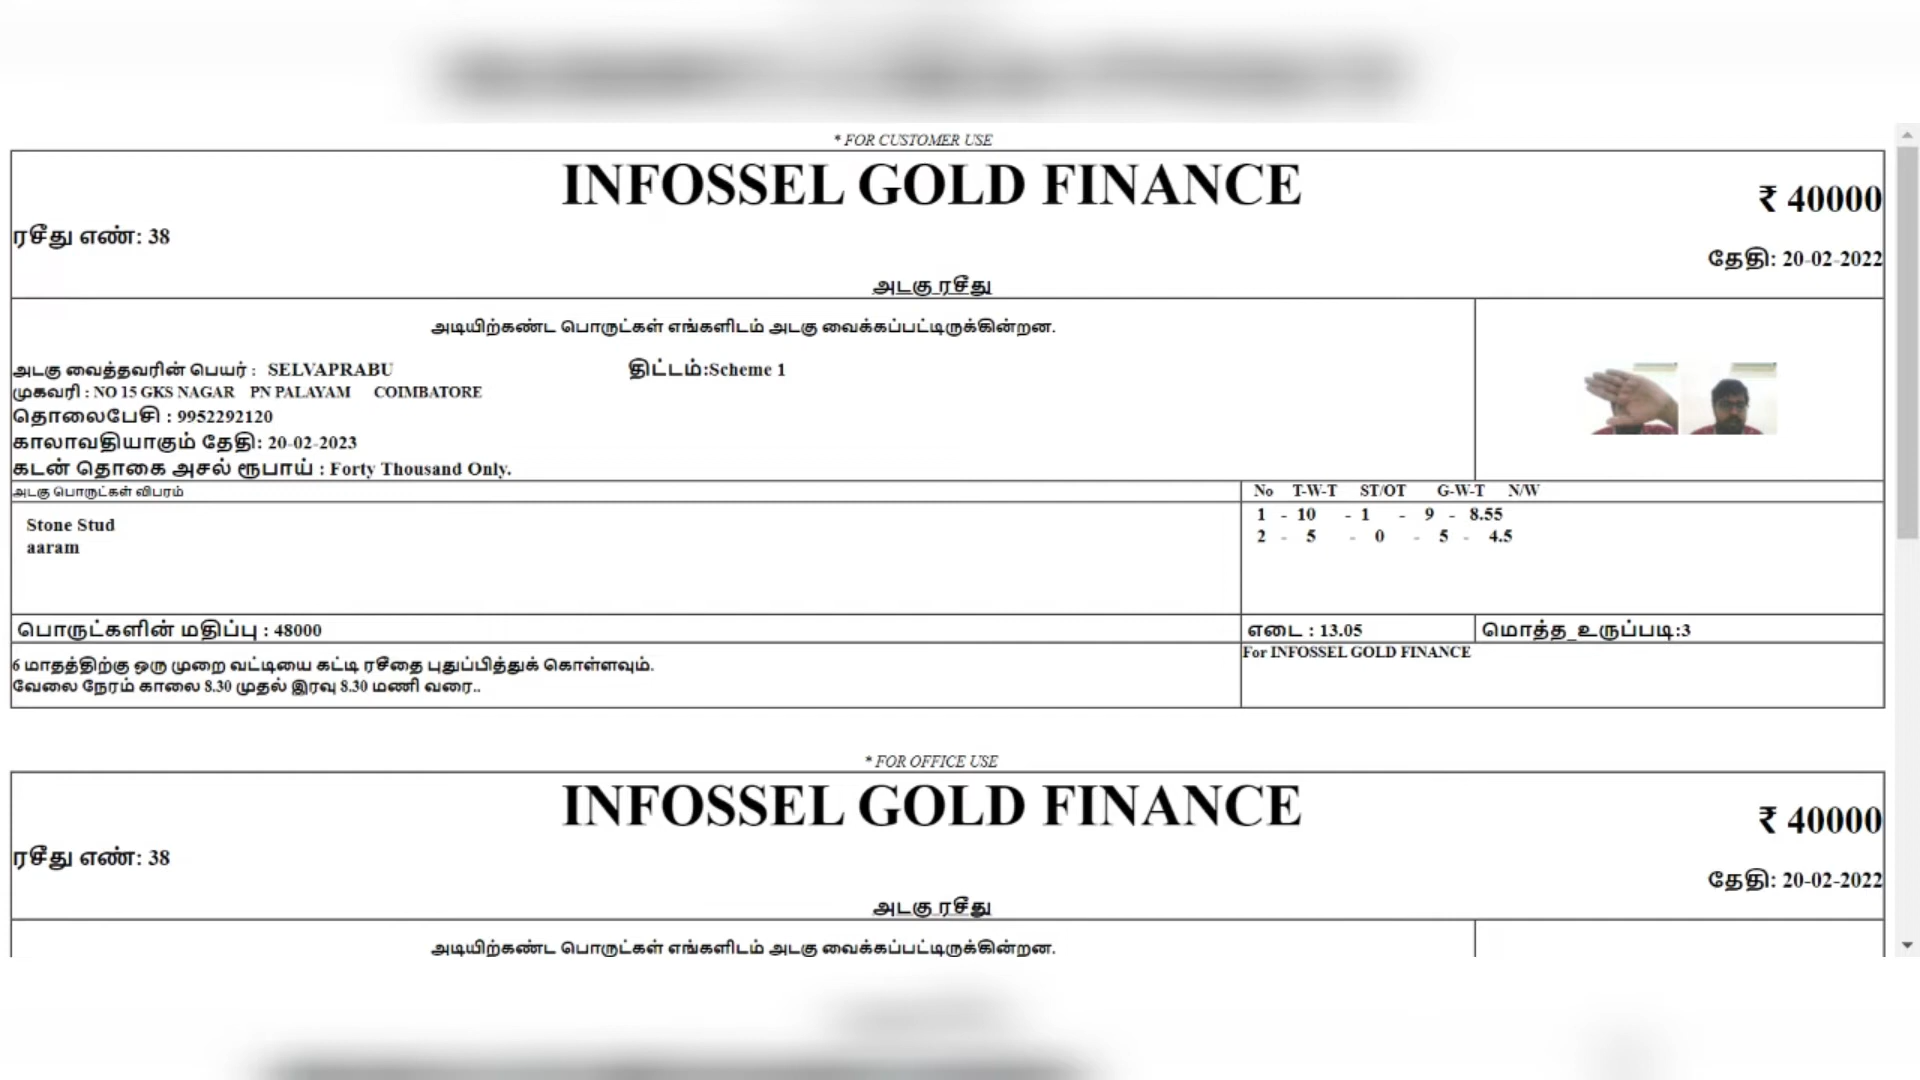 * FOR CUSTOMER USE
INFOSSEL GOLD FINANCE
₹ 40000
ரசீது எண்: 38
தேதி: 20-02-2022
அடகு ரசீது
அடியிற்கண்ட பொருட்கள் எங்களிடம் அடகு வைக்கப்பட்டிருக்கின்றன.
அடகு வைத்தவரின் பெயர் : SELVAPRABU திட்டம்:Scheme 1
முகவரி : NO 15 GKS NAGAR PN PALAYAM COIMBATORE
தொலைபேசி : 9952292120
காலாவதியாகும் தேதி: 20-02-2023
கடன் தொகை அசல் ரூபாய் : Forty Thousand Only.
அடகு பொருட்கள் விபரம் No T-W-T ST/OT G-W-T N/W
Stone Stud 1 - 10 - 1 - 9 - 8.55
aaram 2 - 5 - 0 - 5 - 4.5
பொருட்களின் மதிப்பு : 48000 எடை : 13.05 மொத்த_உருப்படி:3
6 மாதத்திற்கு ஒரு முறை வட்டியை கட்டி ரசீதை புதுப்பித்துக் கொள்ளவும். For INFOSSEL GOLD FINANCE
வேலை நேரம் காலை 8.30 முதல் இரவு 8.30 மணி வரை..
* FOR OFFICE USE
INFOSSEL GOLD FINANCE
₹ 40000
ரசீது எண்: 38
தேதி: 20-02-2022
அடகு ரசீது
அடியிற்கண்ட பொருட்கள் எங்களிடம் அடகு வைக்கப்பட்டிருக்கின்றன.